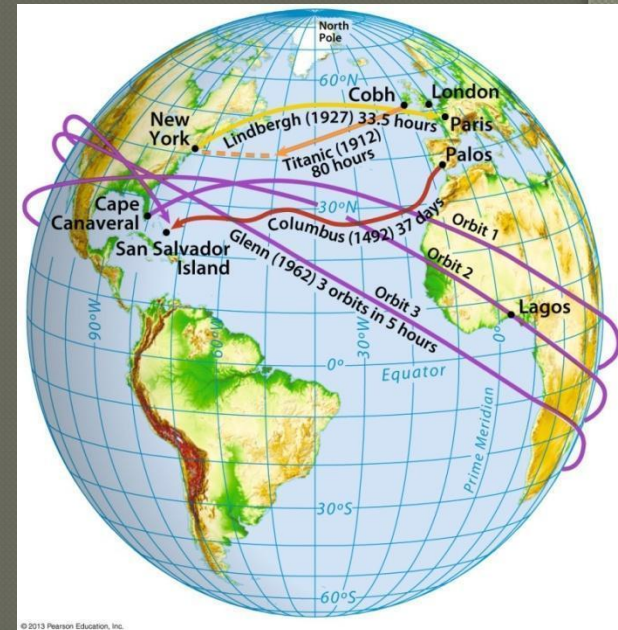 North
Pole
60°N
Cobh
London
New
York
Lindbergh (1927) 33.5 hours
Paris
Titanic (1912)
80 hours
Palos
Cape
Canaveral
30°N
Columbus (1492) 37 days
Orbit 1
San Salvador
Island
Glenn (1962) 3 orbits in 5 hours
Orbit 2
Orbit 3
Lagos
90°W
60°W
30°W
0°
0°
Equator
Prime Meridian
30°S
60°S
© 2013 Pearson Education, Inc.